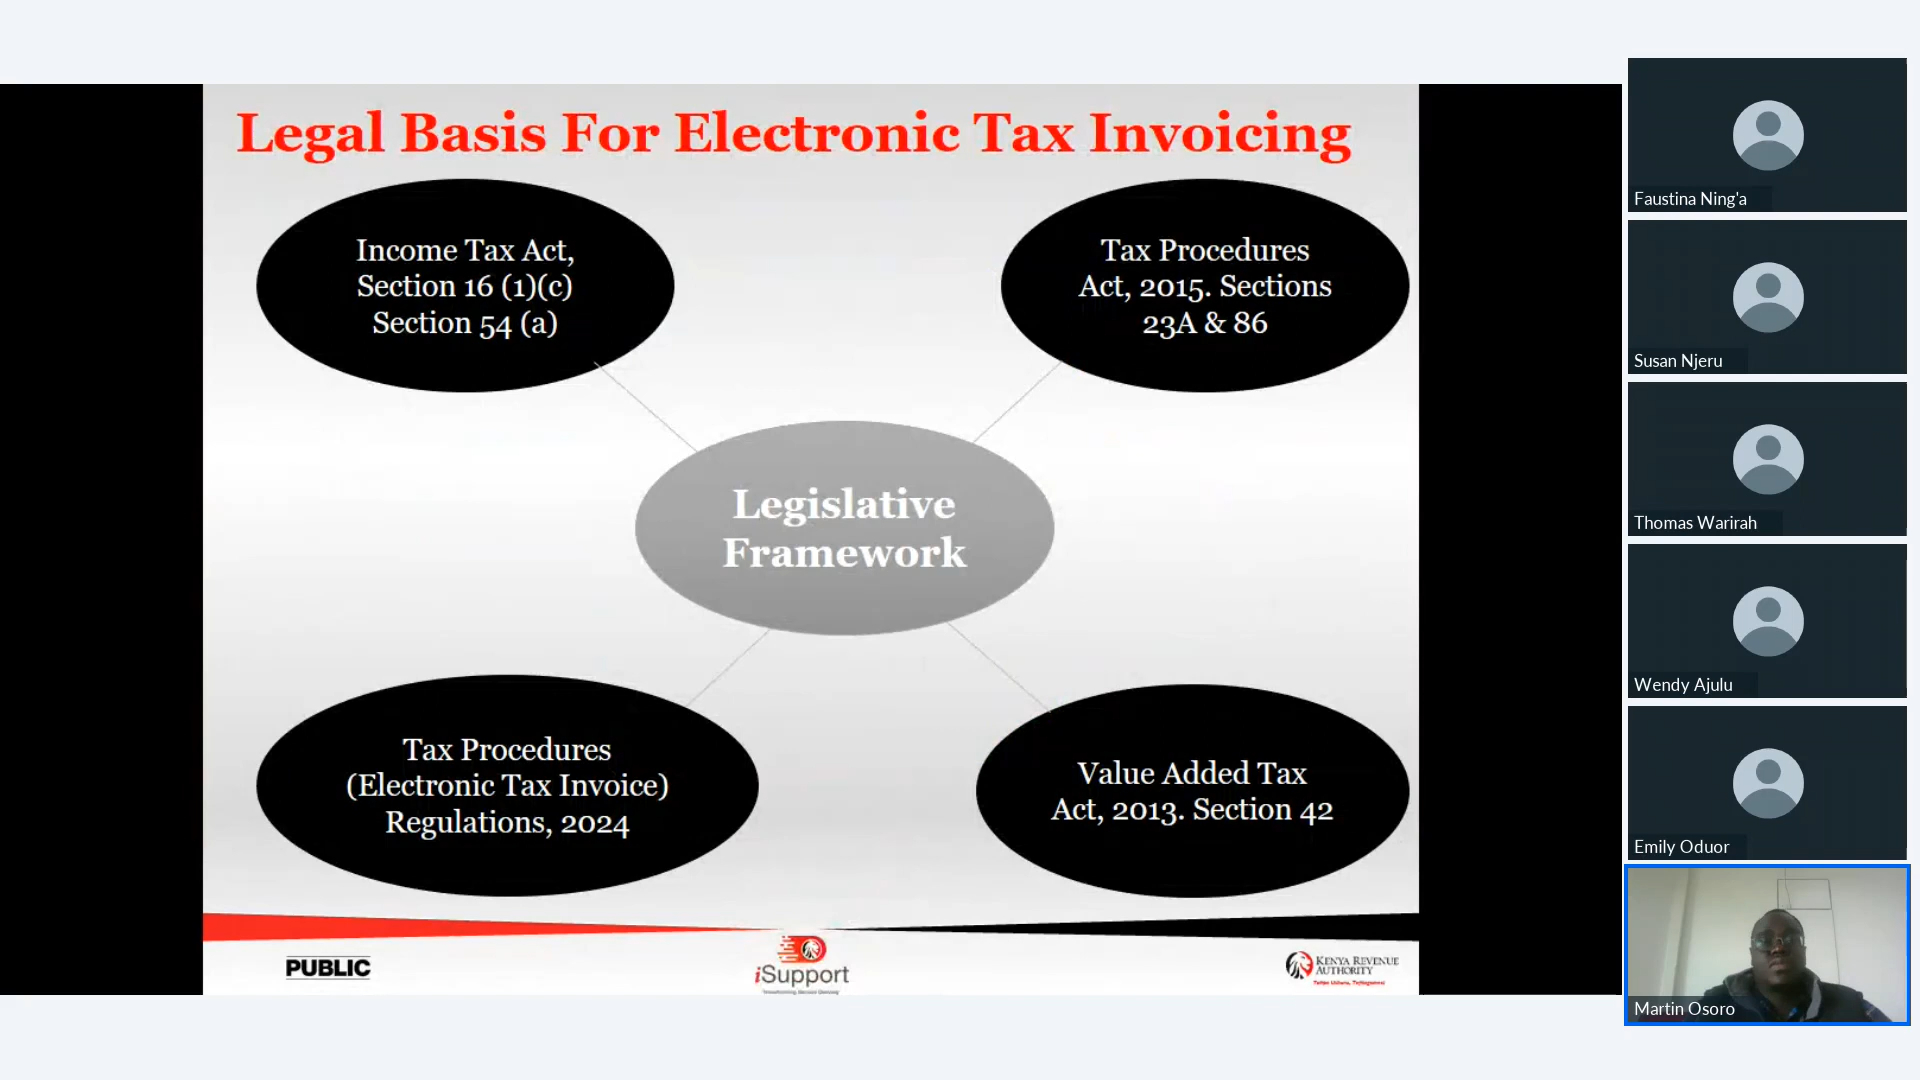 Legal Basis For Electronic Tax Invoicing
Income Tax Act,
Section 16 (1)(c)
Section 54 (a)
Tax Procedures
Act, 2015. Sections
23A & 86
Legislative
Framework
Tax Procedures
(Electronic Tax Invoice)
Regulations, 2024
Value Added Tax
Act, 2013. Section 42
PUBLIC
iSupport
KENYA REVENUE
AUTHORITY
Faustina Ning'a
Susan Njeru
Thomas Warirah
Wendy Ajulu
Emily Oduor
Martin Osoro